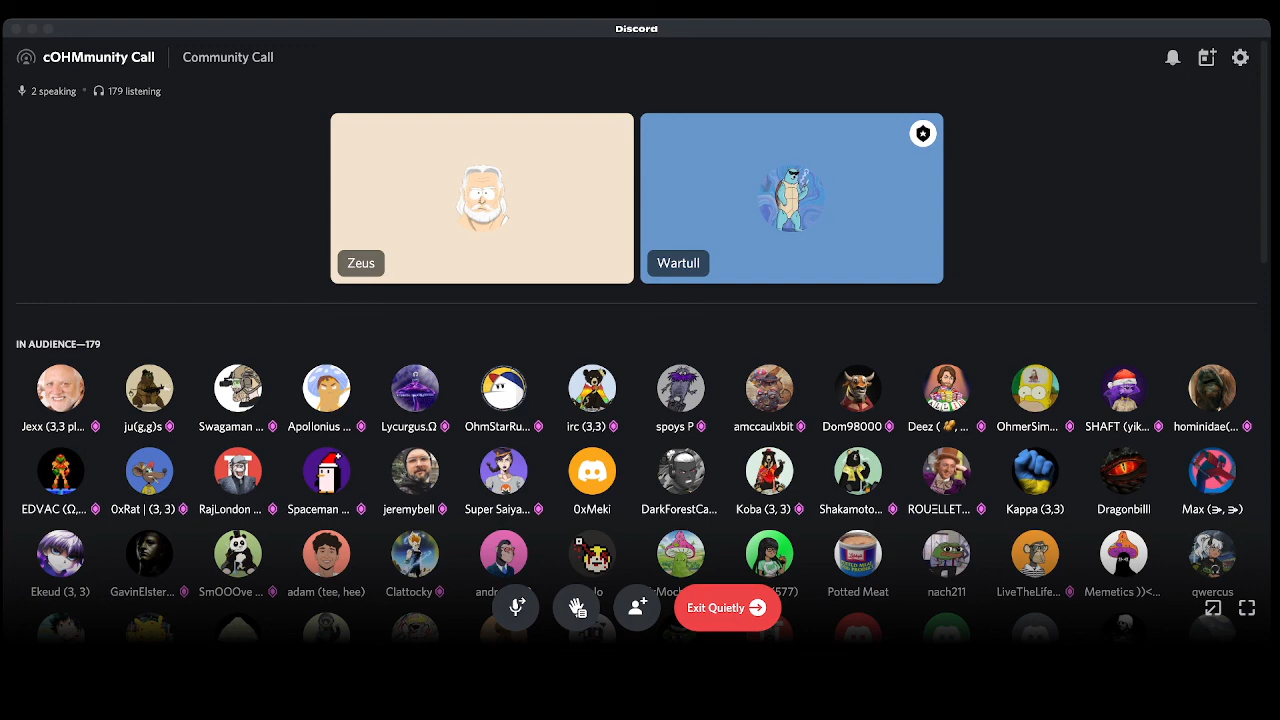 Discord
cOHMmunity Call Community Call
2 speaking 179 listening
Zeus Wartull
IN AUDIENCE—179
Jexx (3,3 pl... ju(g,g)s Swagaman ... Apollonius ... Lycurgus.Ω OhmStarRu... irc (3,3) spoys P amccaulxbit Dom98000 Deez ( , ... OhmerSim... SHAFT (yik... hominidae(...
EDVAC (Ω,... 0xRat | (3, 3) RajLondon ... Spaceman ... jeremybell Super Saiya... 0xMeki DarkForestCa... Koba (3, 3) Shakamoto... ROUΞLLET... Kappa (3,3) Dragonbilll Max (⋺, ⋺)
Ekeud (3, 3) GavinElster... SmOOOve ... adam (tee, hee) Clattocky Potted Meat nach211 LiveTheLife... Memetics ))<... qwercus
Exit Quietly